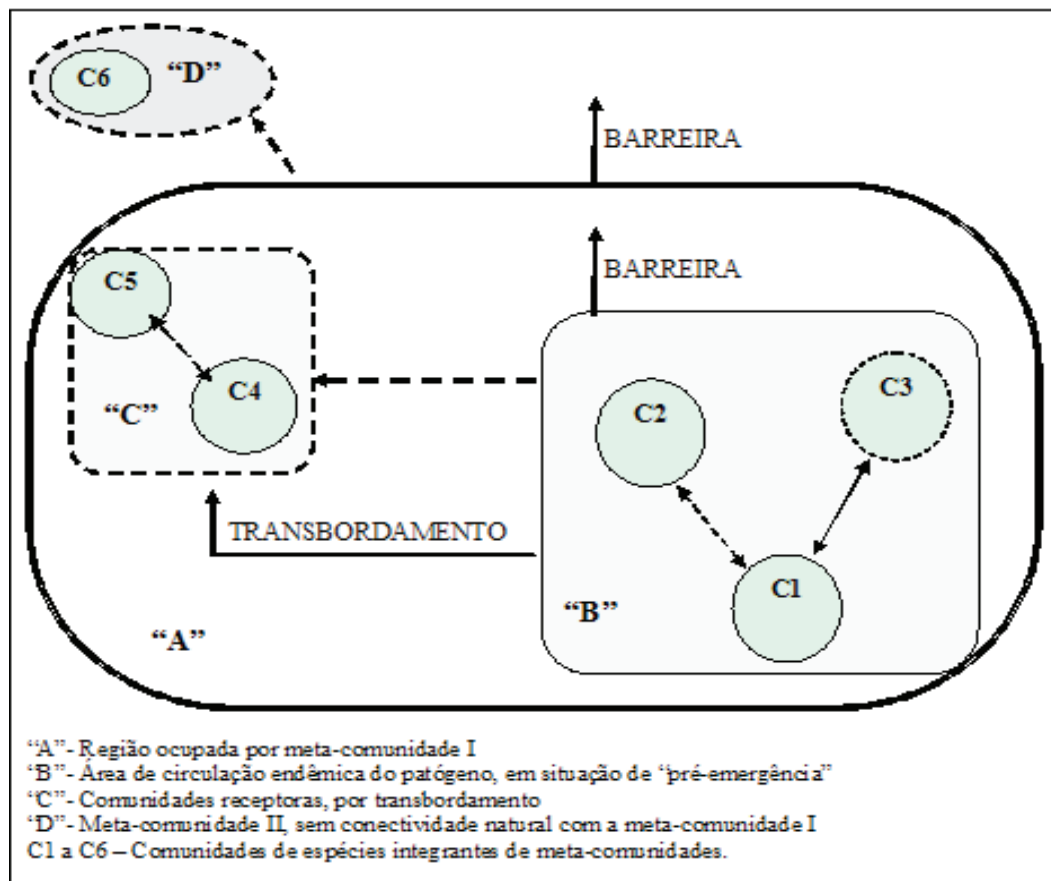 C6
“D”
BARREIRA
BARREIRA
C5
C4
“C”
C2
C3
TRANSBORDAMENTO
C1
“B”
“A”
“A”- Região ocupada por meta-comunidade I
“B”- Área de circulação endêmica do patógeno, em situação de “pré-emergência”
“C”- Comunidades receptoras, por transbordamento
“D”- Meta-comunidade II, sem conectividade natural com a meta-comunidade I
C1 a C6 – Comunidades de espécies integrantes de meta-comunidades.